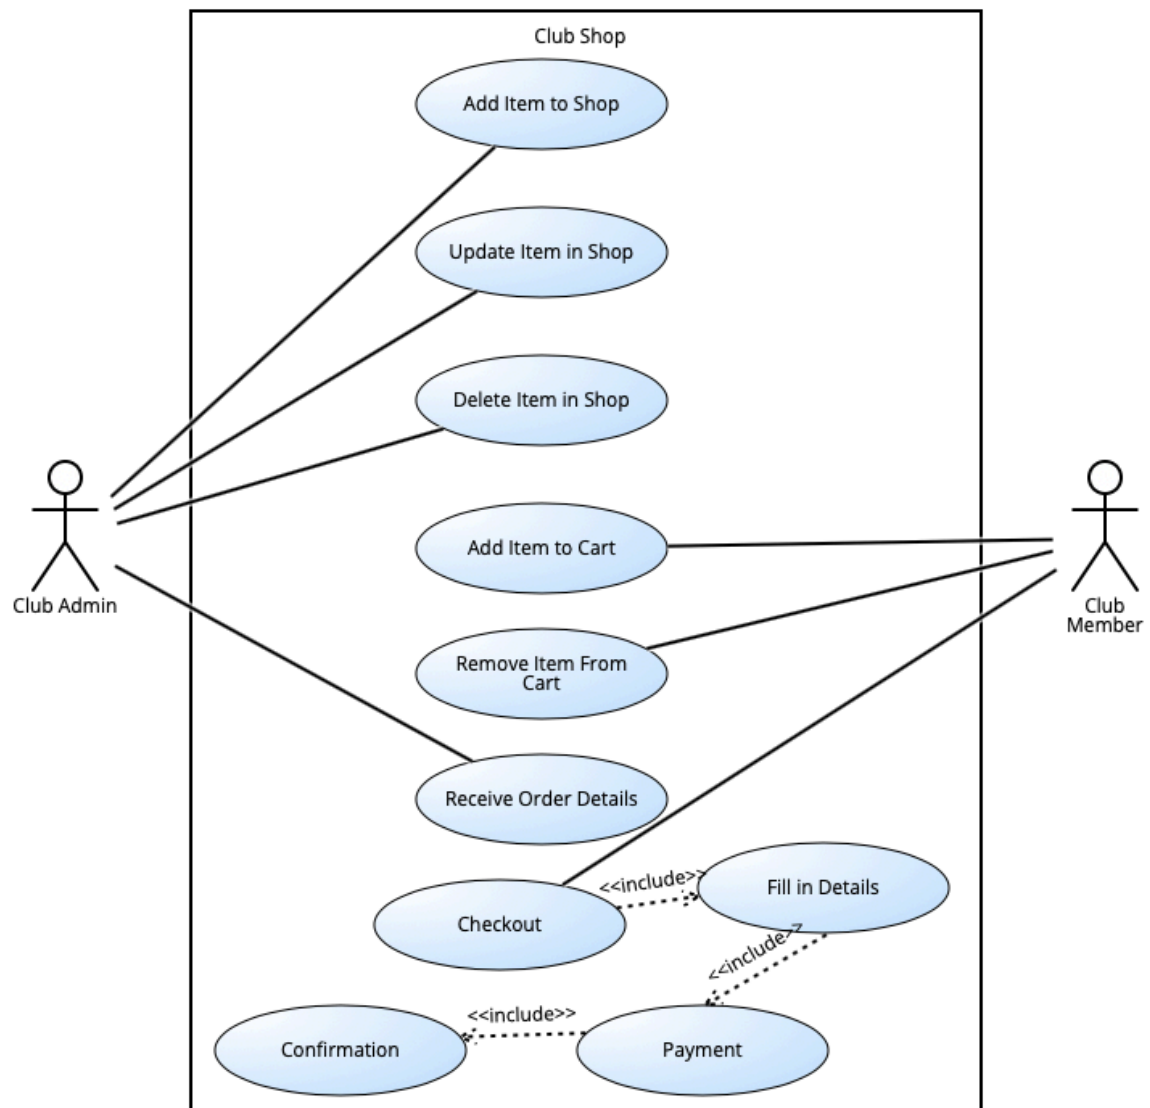 Club Shop
Add Item to Shop
Update Item in Shop
Delete Item in Shop
Add Item to Cart
Club Admin
Club
Member
Remove Item From
Cart
Receive Order Details
<<include>>
Fill in Details
Checkout
<<include>>
<<include>>
Confirmation
Payment